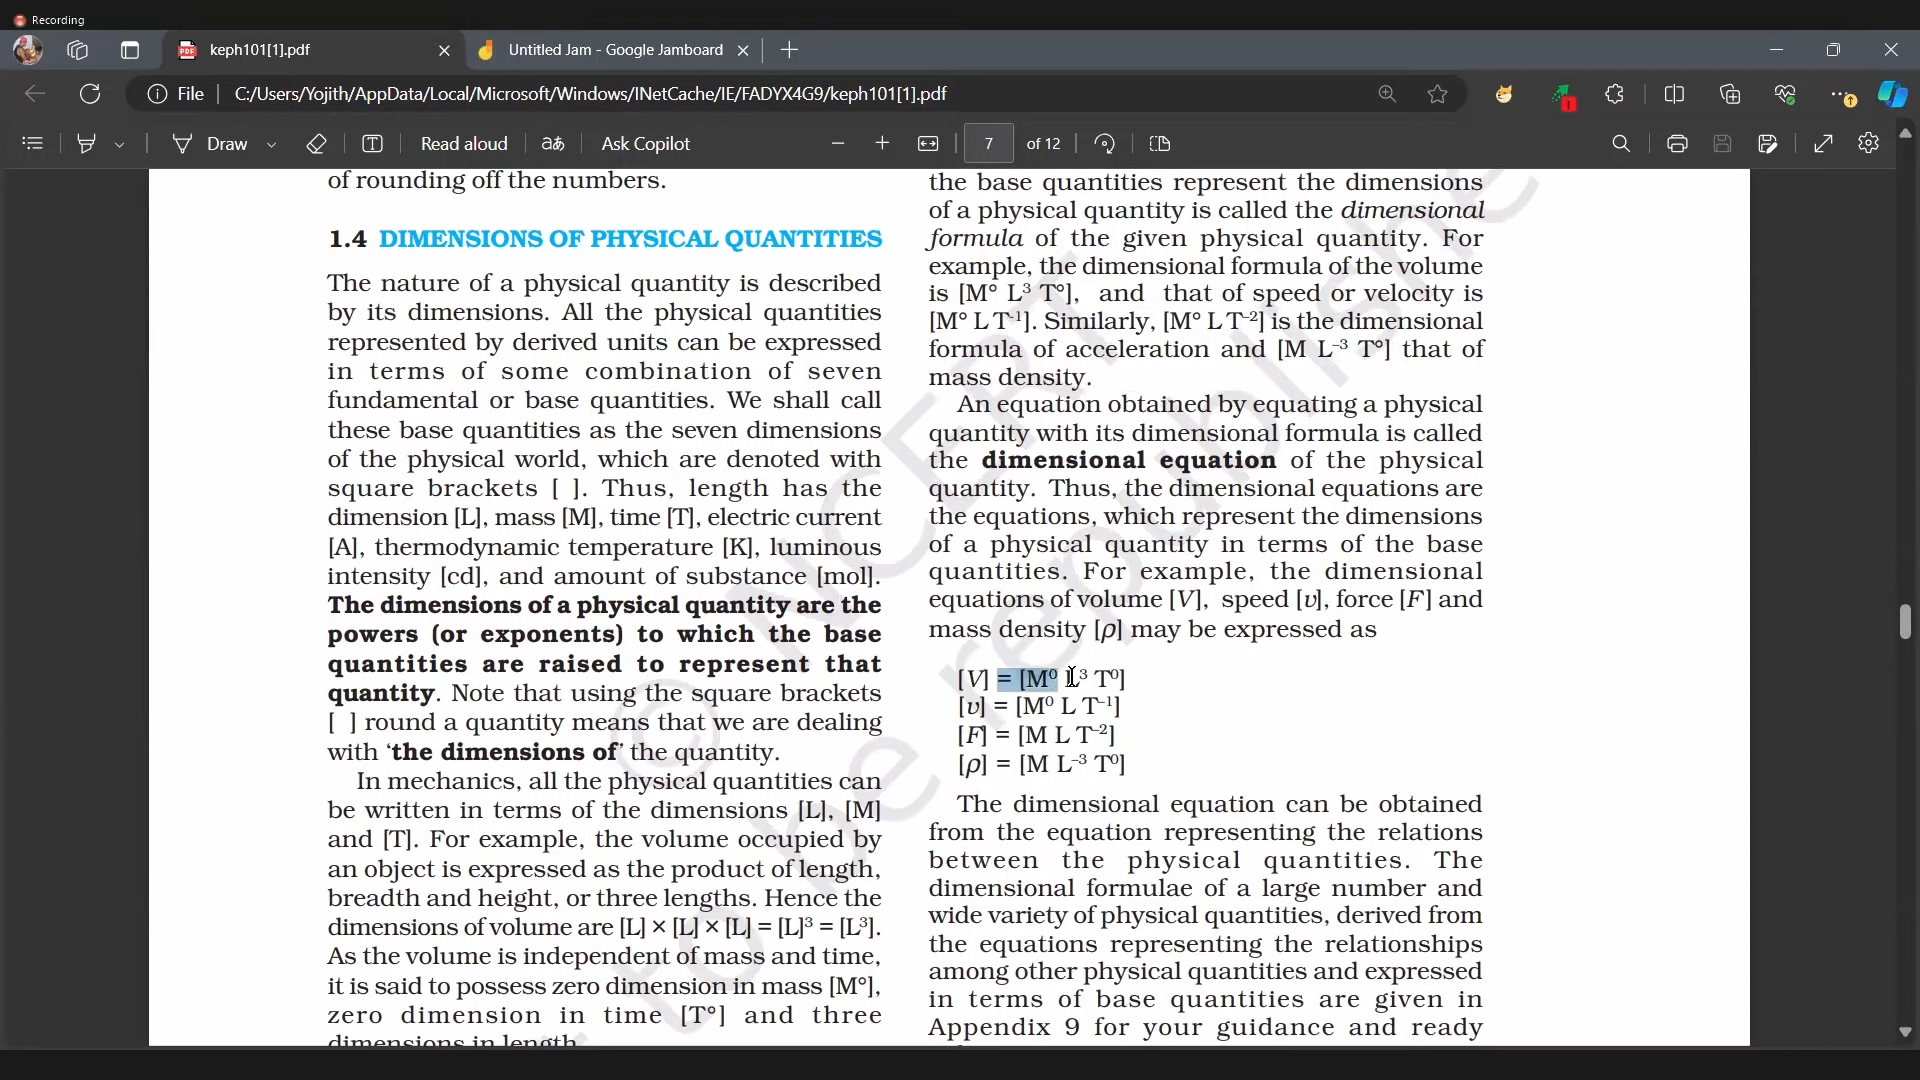 Recording
keph101[1].pdf
Untitled Jam - Google Jamboard
File
C:/Users/Yojith/AppData/Local/Microsoft/Windows/INetCache/IE/FADYX4G9/keph101[1].pdf
Draw
Read aloud
aあ
Ask Copilot
7 of 12
of rounding off the numbers.
1.4 DIMENSIONS OF PHYSICAL QUANTITIES
The nature of a physical quantity is described
by its dimensions. All the physical quantities
represented by derived units can be expressed
in terms of some combination of seven
fundamental or base quantities. We shall call
these base quantities as the seven dimensions
of the physical world, which are denoted with
square brackets [ ]. Thus, length has the
dimension [L], mass [M], time [T], electric current
[A], thermodynamic temperature [K], luminous
intensity [cd], and amount of substance [mol].
The dimensions of a physical quantity are the
powers (or exponents) to which the base
quantities are raised to represent that
quantity. Note that using the square brackets
[ ] round a quantity means that we are dealing
with ‘the dimensions of’ the quantity.
In mechanics, all the physical quantities can
be written in terms of the dimensions [L], [M]
and [T]. For example, the volume occupied by
an object is expressed as the product of length,
breadth and height, or three lengths. Hence the
dimensions of volume are [L] × [L] × [L] = [L]³ = [L³].
As the volume is independent of mass and time,
it is said to possess zero dimension in mass [M°],
zero dimension in time [T°] and three
dimensions in length.
the base quantities represent the dimensions
of a physical quantity is called the dimensional
formula of the given physical quantity. For
example, the dimensional formula of the volume
is [M° L³ T°], and that of speed or velocity is
[M° L T⁻¹]. Similarly, [M° L T⁻²] is the dimensional
formula of acceleration and [M L⁻³ T°] that of
mass density.
An equation obtained by equating a physical
quantity with its dimensional formula is called
the dimensional equation of the physical
quantity. Thus, the dimensional equations are
the equations, which represent the dimensions
of a physical quantity in terms of the base
quantities. For example, the dimensional
equations of volume [V], speed [v], force [F] and
mass density [ρ] may be expressed as
[V] = [M⁰ L³ T⁰]
[υ] = [M⁰ L T⁻¹]
[F] = [M L T⁻²]
[ρ] = [M L⁻³ T⁰]
The dimensional equation can be obtained
from the equation representing the relations
between the physical quantities. The
dimensional formulae of a large number and
wide variety of physical quantities, derived from
the equations representing the relationships
among other physical quantities and expressed
in terms of base quantities are given in
Appendix 9 for your guidance and ready
© NCERT
to be republishe